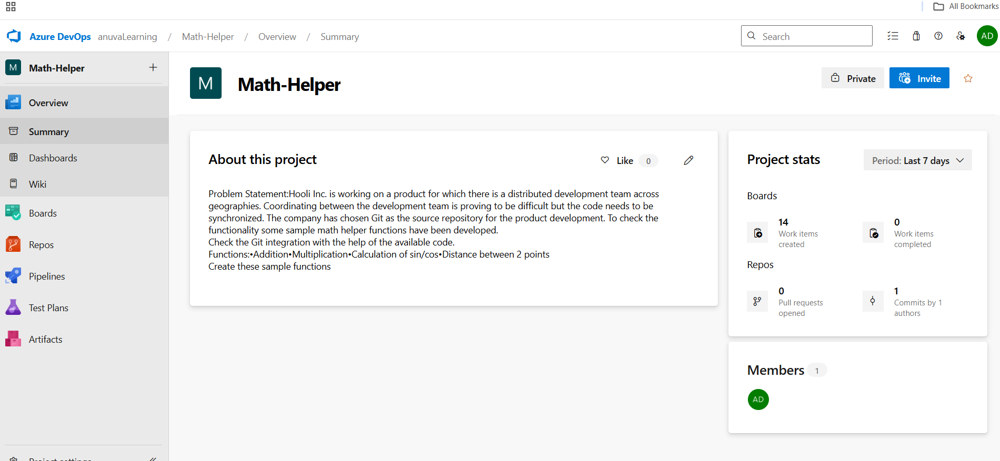 All Bookmarks
Azure DevOps anuvaLearning / Math-Helper / Overview / Summary
Search
AD
M Math-Helper
Overview
Summary
Dashboards
Wiki
Boards
Repos
Pipelines
Test Plans
Artifacts
Project settings
M Math-Helper
Private
Invite
About this project
Like 0
Problem Statement:Hooli Inc. is working on a product for which there is a distributed development team across
geographies. Coordinating between the development team is proving to be difficult but the code needs to be
synchronized. The company has chosen Git as the source repository for the product development. To check the
functionality some sample math helper functions have been developed.
Check the Git integration with the help of the available code.
Functions:•Addition•Multiplication•Calculation of sin/cos•Distance between 2 points
Create these sample functions
Project stats
Period: Last 7 days
Boards
14
Work items
created
0
Work items
completed
Repos
0
Pull requests
opened
1
Commits by 1
authors
Members 1
AD